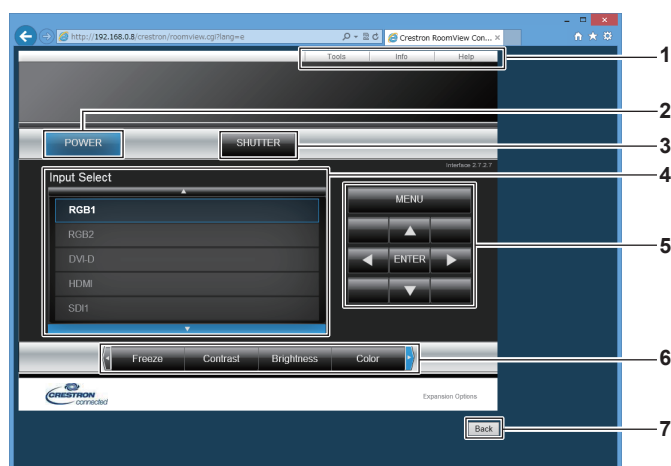 http://192.168.0.8/crestron/roomview.cgi?lang=e
Crestron RoomView Con...
Tools Info Help
1
2
POWER
SHUTTER
3
Interface 2.7.2.7
4
Input Select
MENU
RGB1
RGB2
5
DVI-D
ENTER
HDMI
SDI1
Freeze Contrast Brightness Color
6
CRESTRON
connected
Expansion Options
Back
7